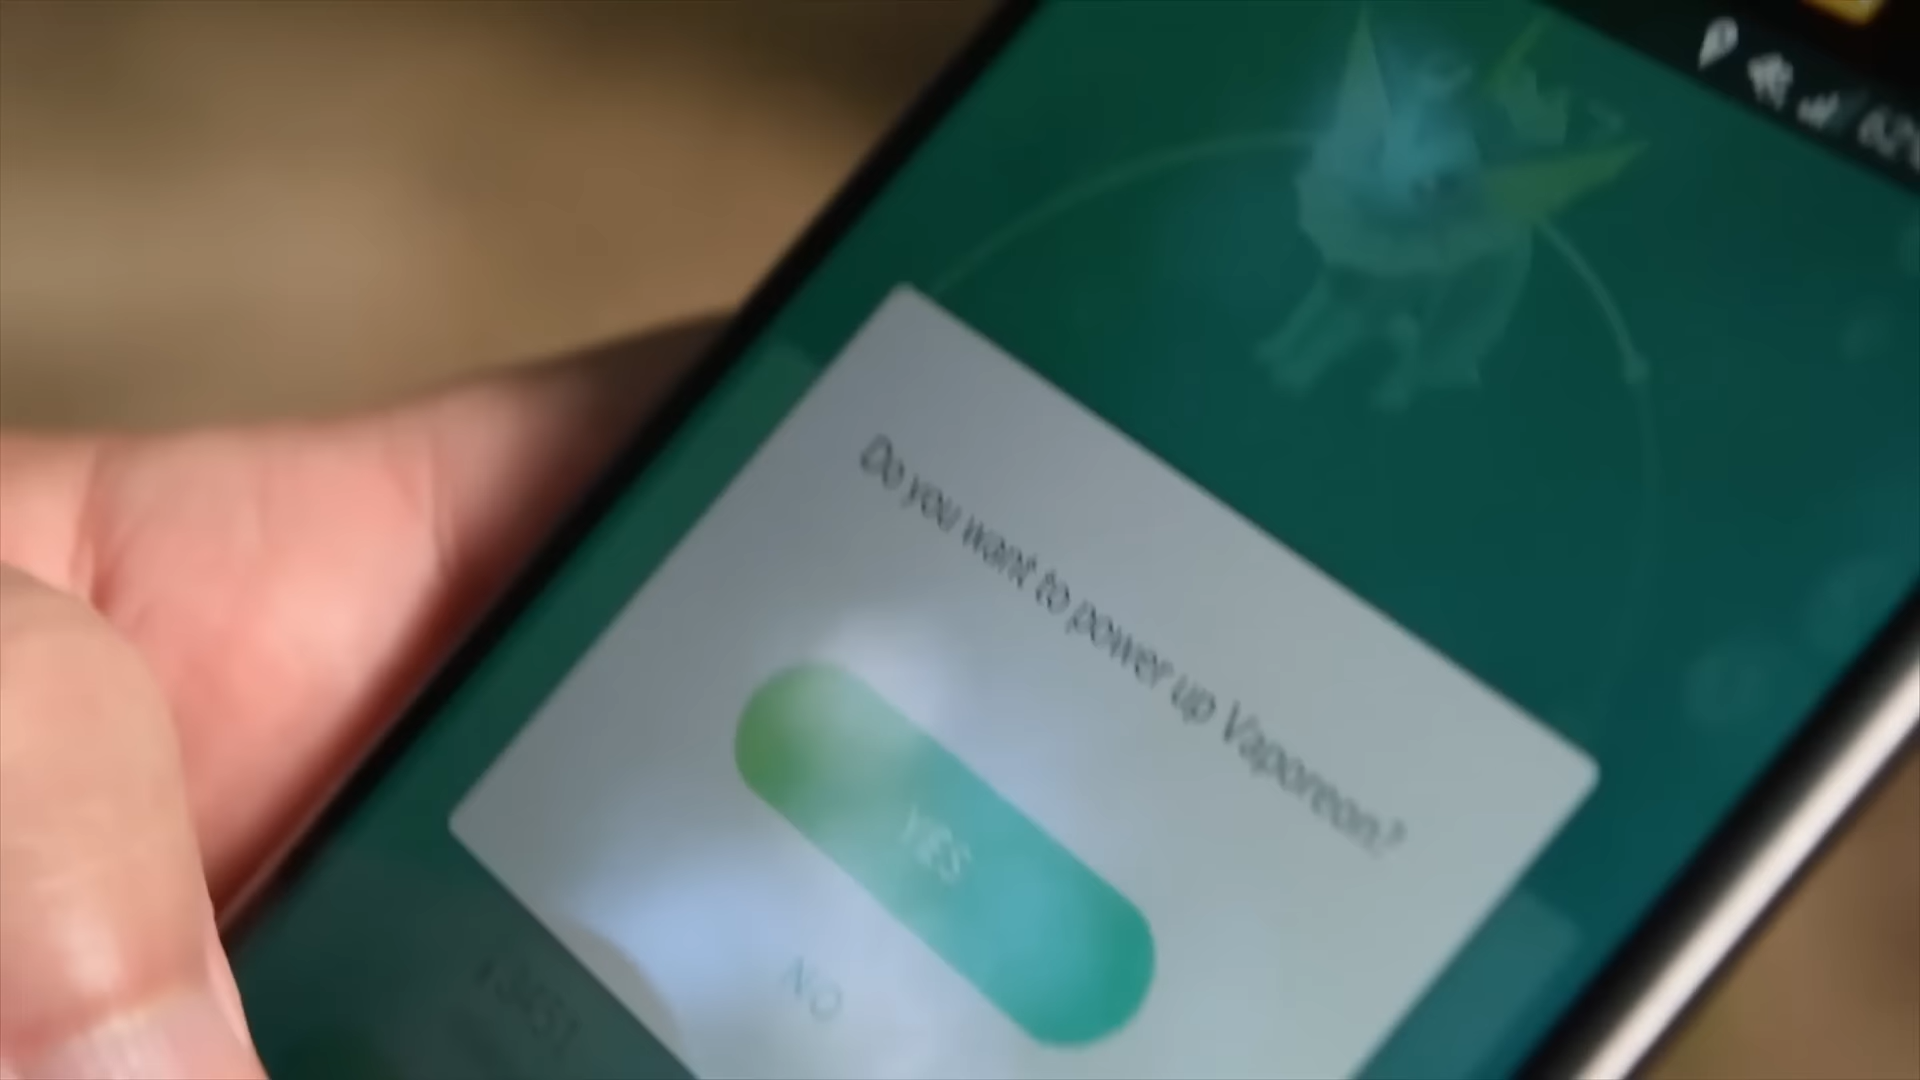 Do you want to power up Vaporeon?
YES
NO